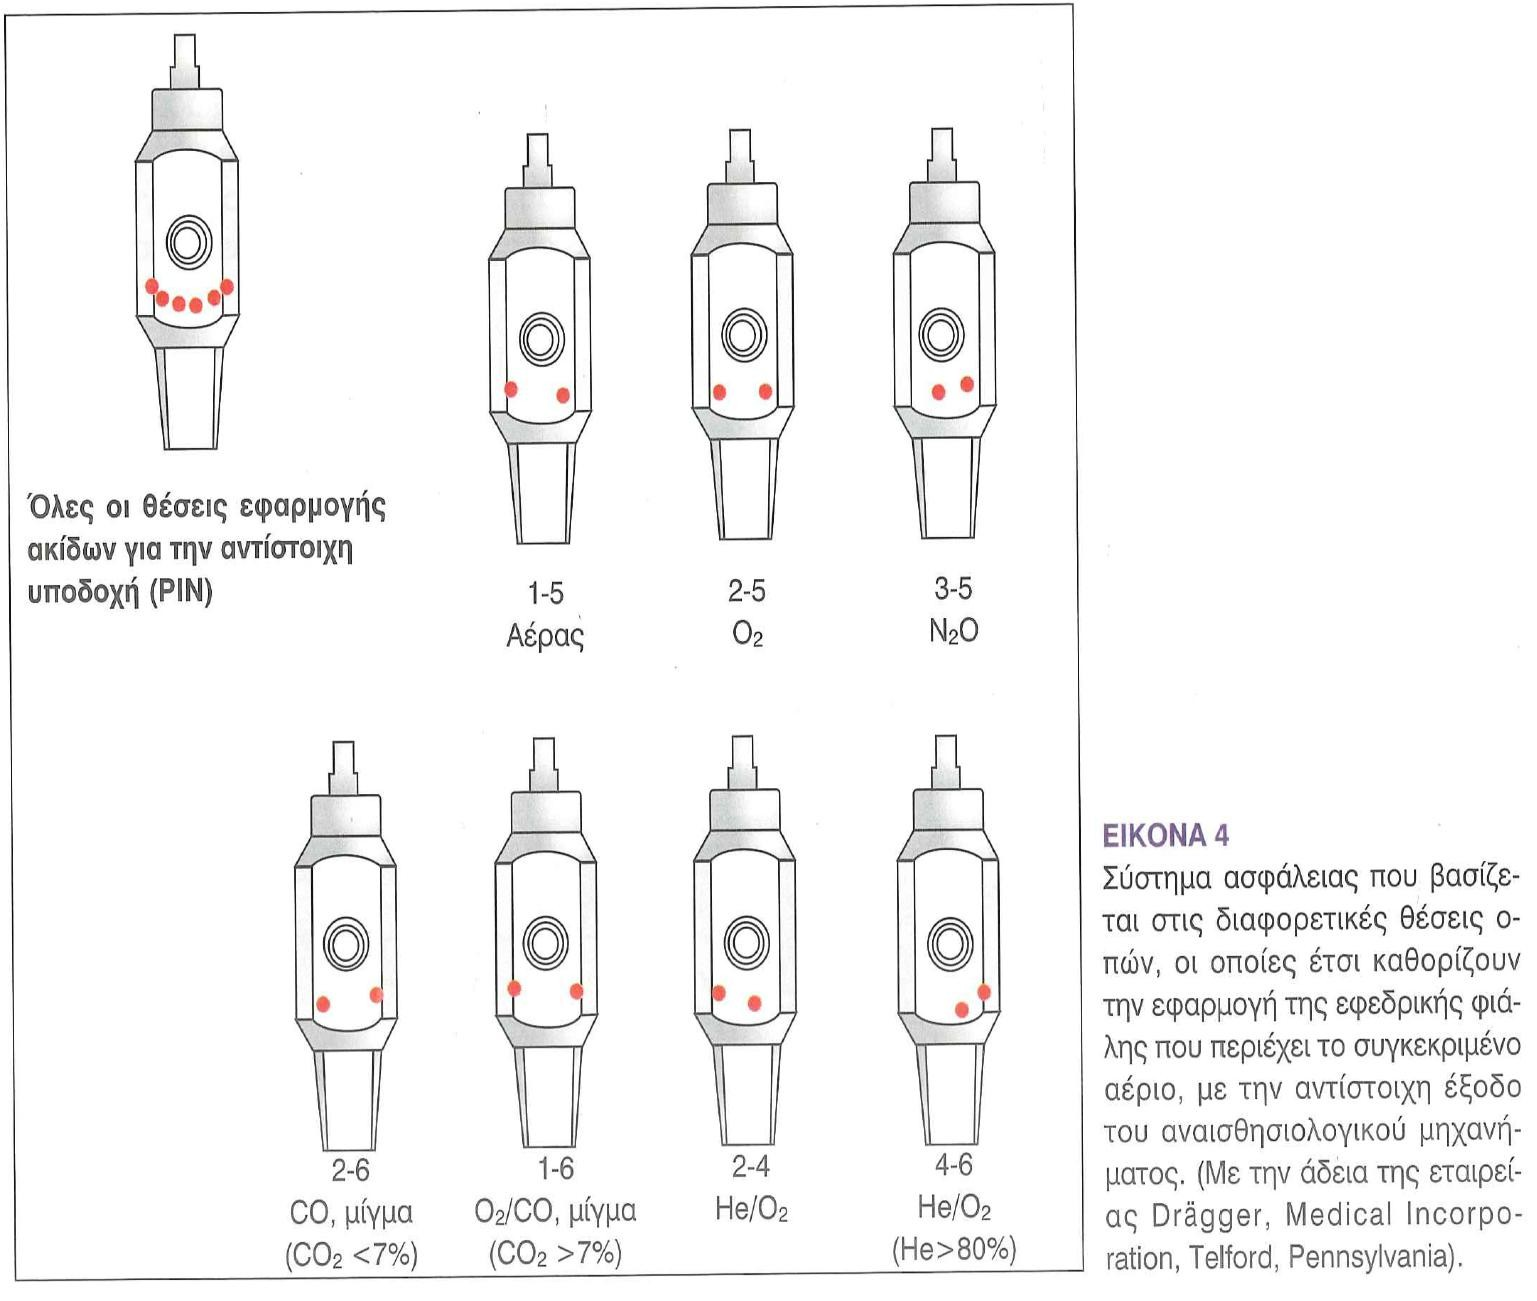 Όλες οι θέσεις εφαρμογής
ακίδων για την αντίστοιχη
υποδοχή (PIN)
1-5
Αέρας
2-5
O₂
3-5
N₂O
2-6
CO, μίγμα
(CO₂ <7%)
1-6
O₂/CO, μίγμα
(CO₂ >7%)
2-4
He/O₂
4-6
He/O₂
(He>80%)
ΕΙΚΟΝΑ 4
Σύστημα ασφάλειας που βασίζε-
ται στις διαφορετικές θέσεις ο-
πών, οι οποίες έτσι καθορίζουν
την εφαρμογή της εφεδρικής φιά-
λης που περιέχει το συγκεκριμένο
αέριο, με την αντίστοιχη έξοδο
του αναισθησιολογικού μηχανή-
ματος. (Με την άδεια της εταιρεί-
ας Drägger, Medical Incorpo-
ration, Telford, Pennsylvania).